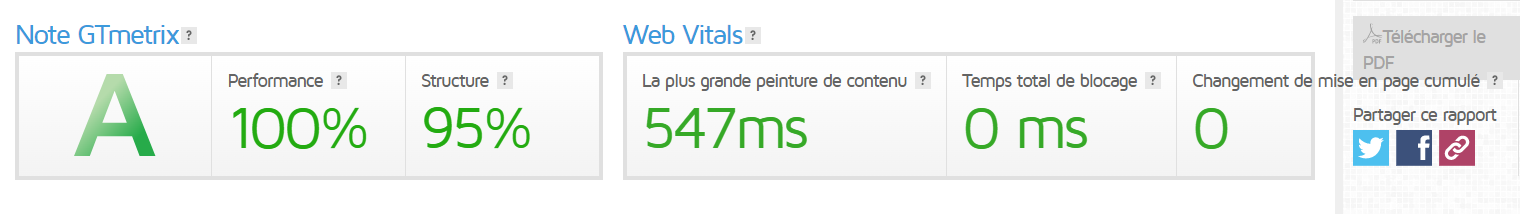 Note GTmetrix ?
A
Performance ?
100%
Structure ?
95%
Web Vitals ?
La plus grande peinture de contenu ?
547ms
Temps total de blocage ?
0 ms
Changement de mise en page cumulé ?
0
PDF
Télécharger le
PDF
Partager ce rapport